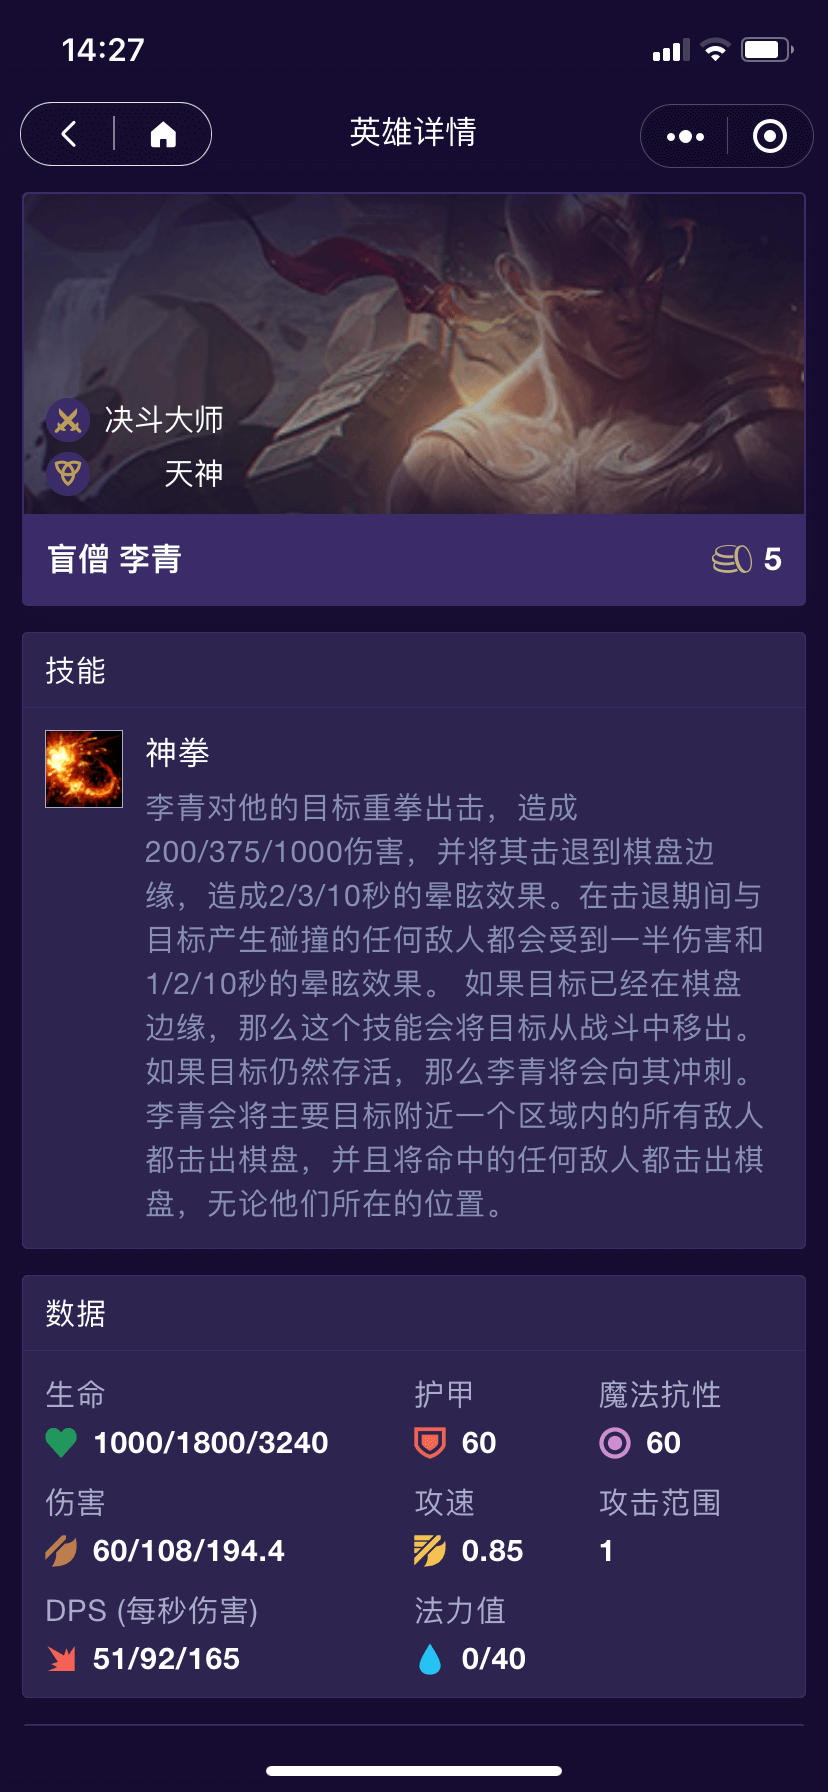 14:27
英雄详情
决斗大师
天神
盲僧 李青
5
技能
神拳
李青对他的目标重拳出击，造成
200/375/1000伤害，并将其击退到棋盘边
缘，造成2/3/10秒的晕眩效果。在击退期间与
目标产生碰撞的任何敌人都会受到一半伤害和
1/2/10秒的晕眩效果。 如果目标已经在棋盘
边缘，那么这个技能会将目标从战斗中移出。
如果目标仍然存活，那么李青将会向其冲刺。
李青会将主要目标附近一个区域内的所有敌人
都击出棋盘，并且将命中的任何敌人都击出棋
盘，无论他们所在的位置。
数据
生命 护甲 魔法抗性
1000/1800/3240 60 60
伤害 攻速 攻击范围
60/108/194.4 0.85 1
DPS (每秒伤害) 法力值
51/92/165 0/40